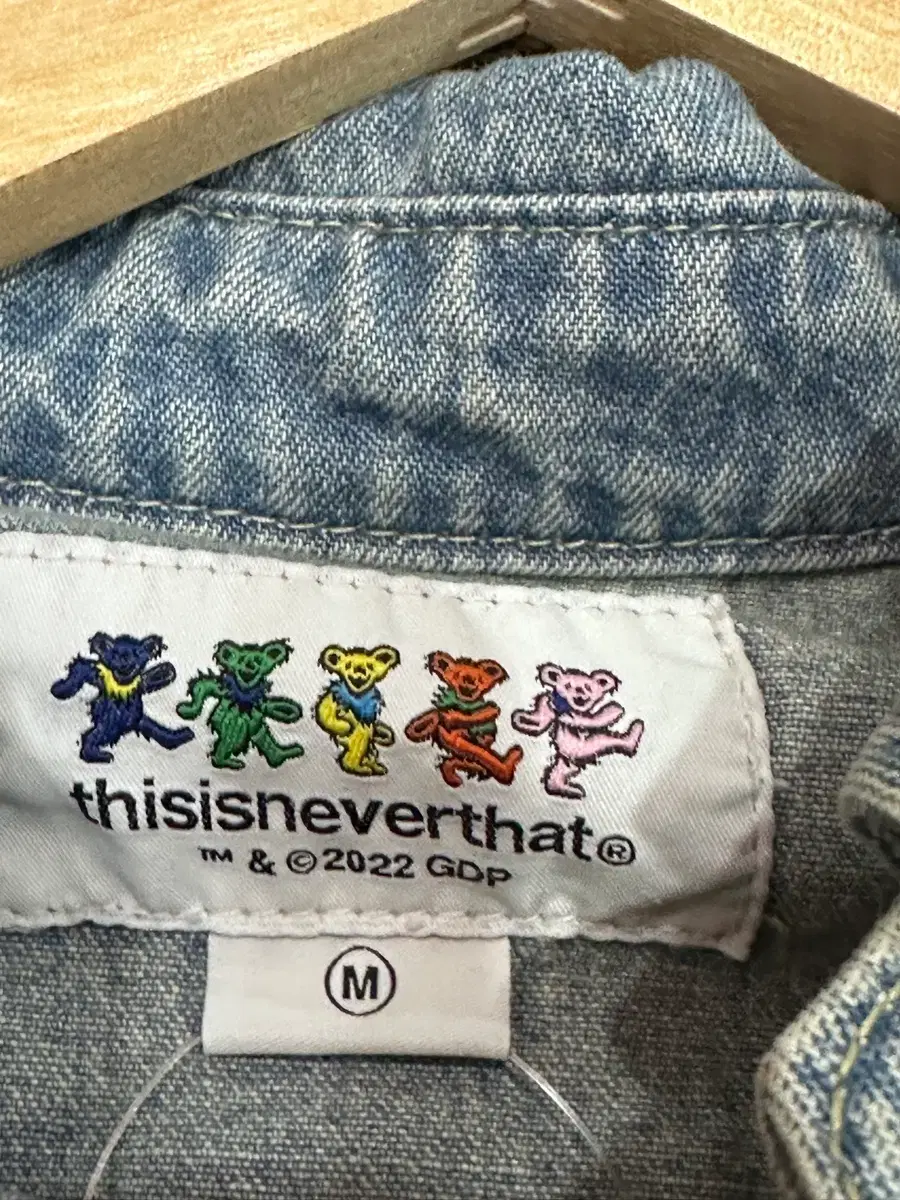 thisisneverthat®
™ & ©2022 GDP
M